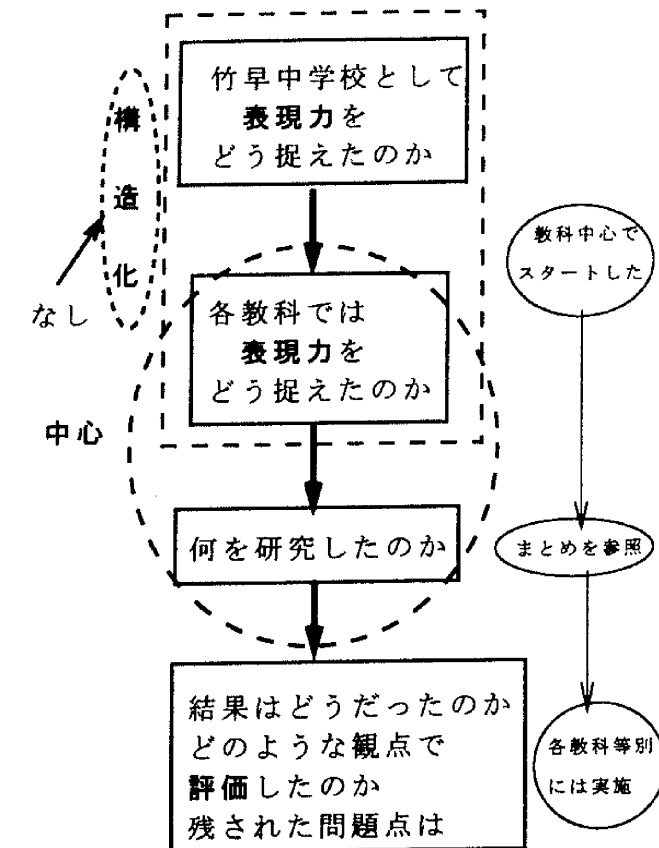 竹早中学校として
表現力を
どう捉えたのか
構造化
なし
教科中心で
スタートした
各教科では
表現力を
どう捉えたのか
中心
何を研究したのか
まとめを参照
結果はどうだったのか
どのような観点で
評価したのか
残された問題点は
各教科等別
には実施